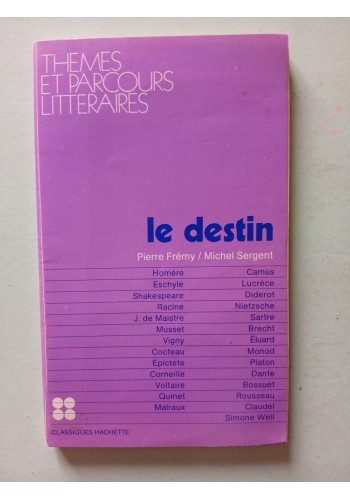 THEMES
ET PARCOURS
LITTERAIRES
le destin
Pierre Frémy / Michel Sergent
Homère Camus
Eschyle Lucrèce
Shakespeare Diderot
Racine Nietzsche
J. de Maistre Sartre
Musset Brecht
Vigny Éluard
Cocteau Monod
Épictète Platon
Corneille Dante
Voltaire Bossuet
Quinet Rousseau
Malraux Claudel
Simone Weil
CLASSIQUES HACHETTE